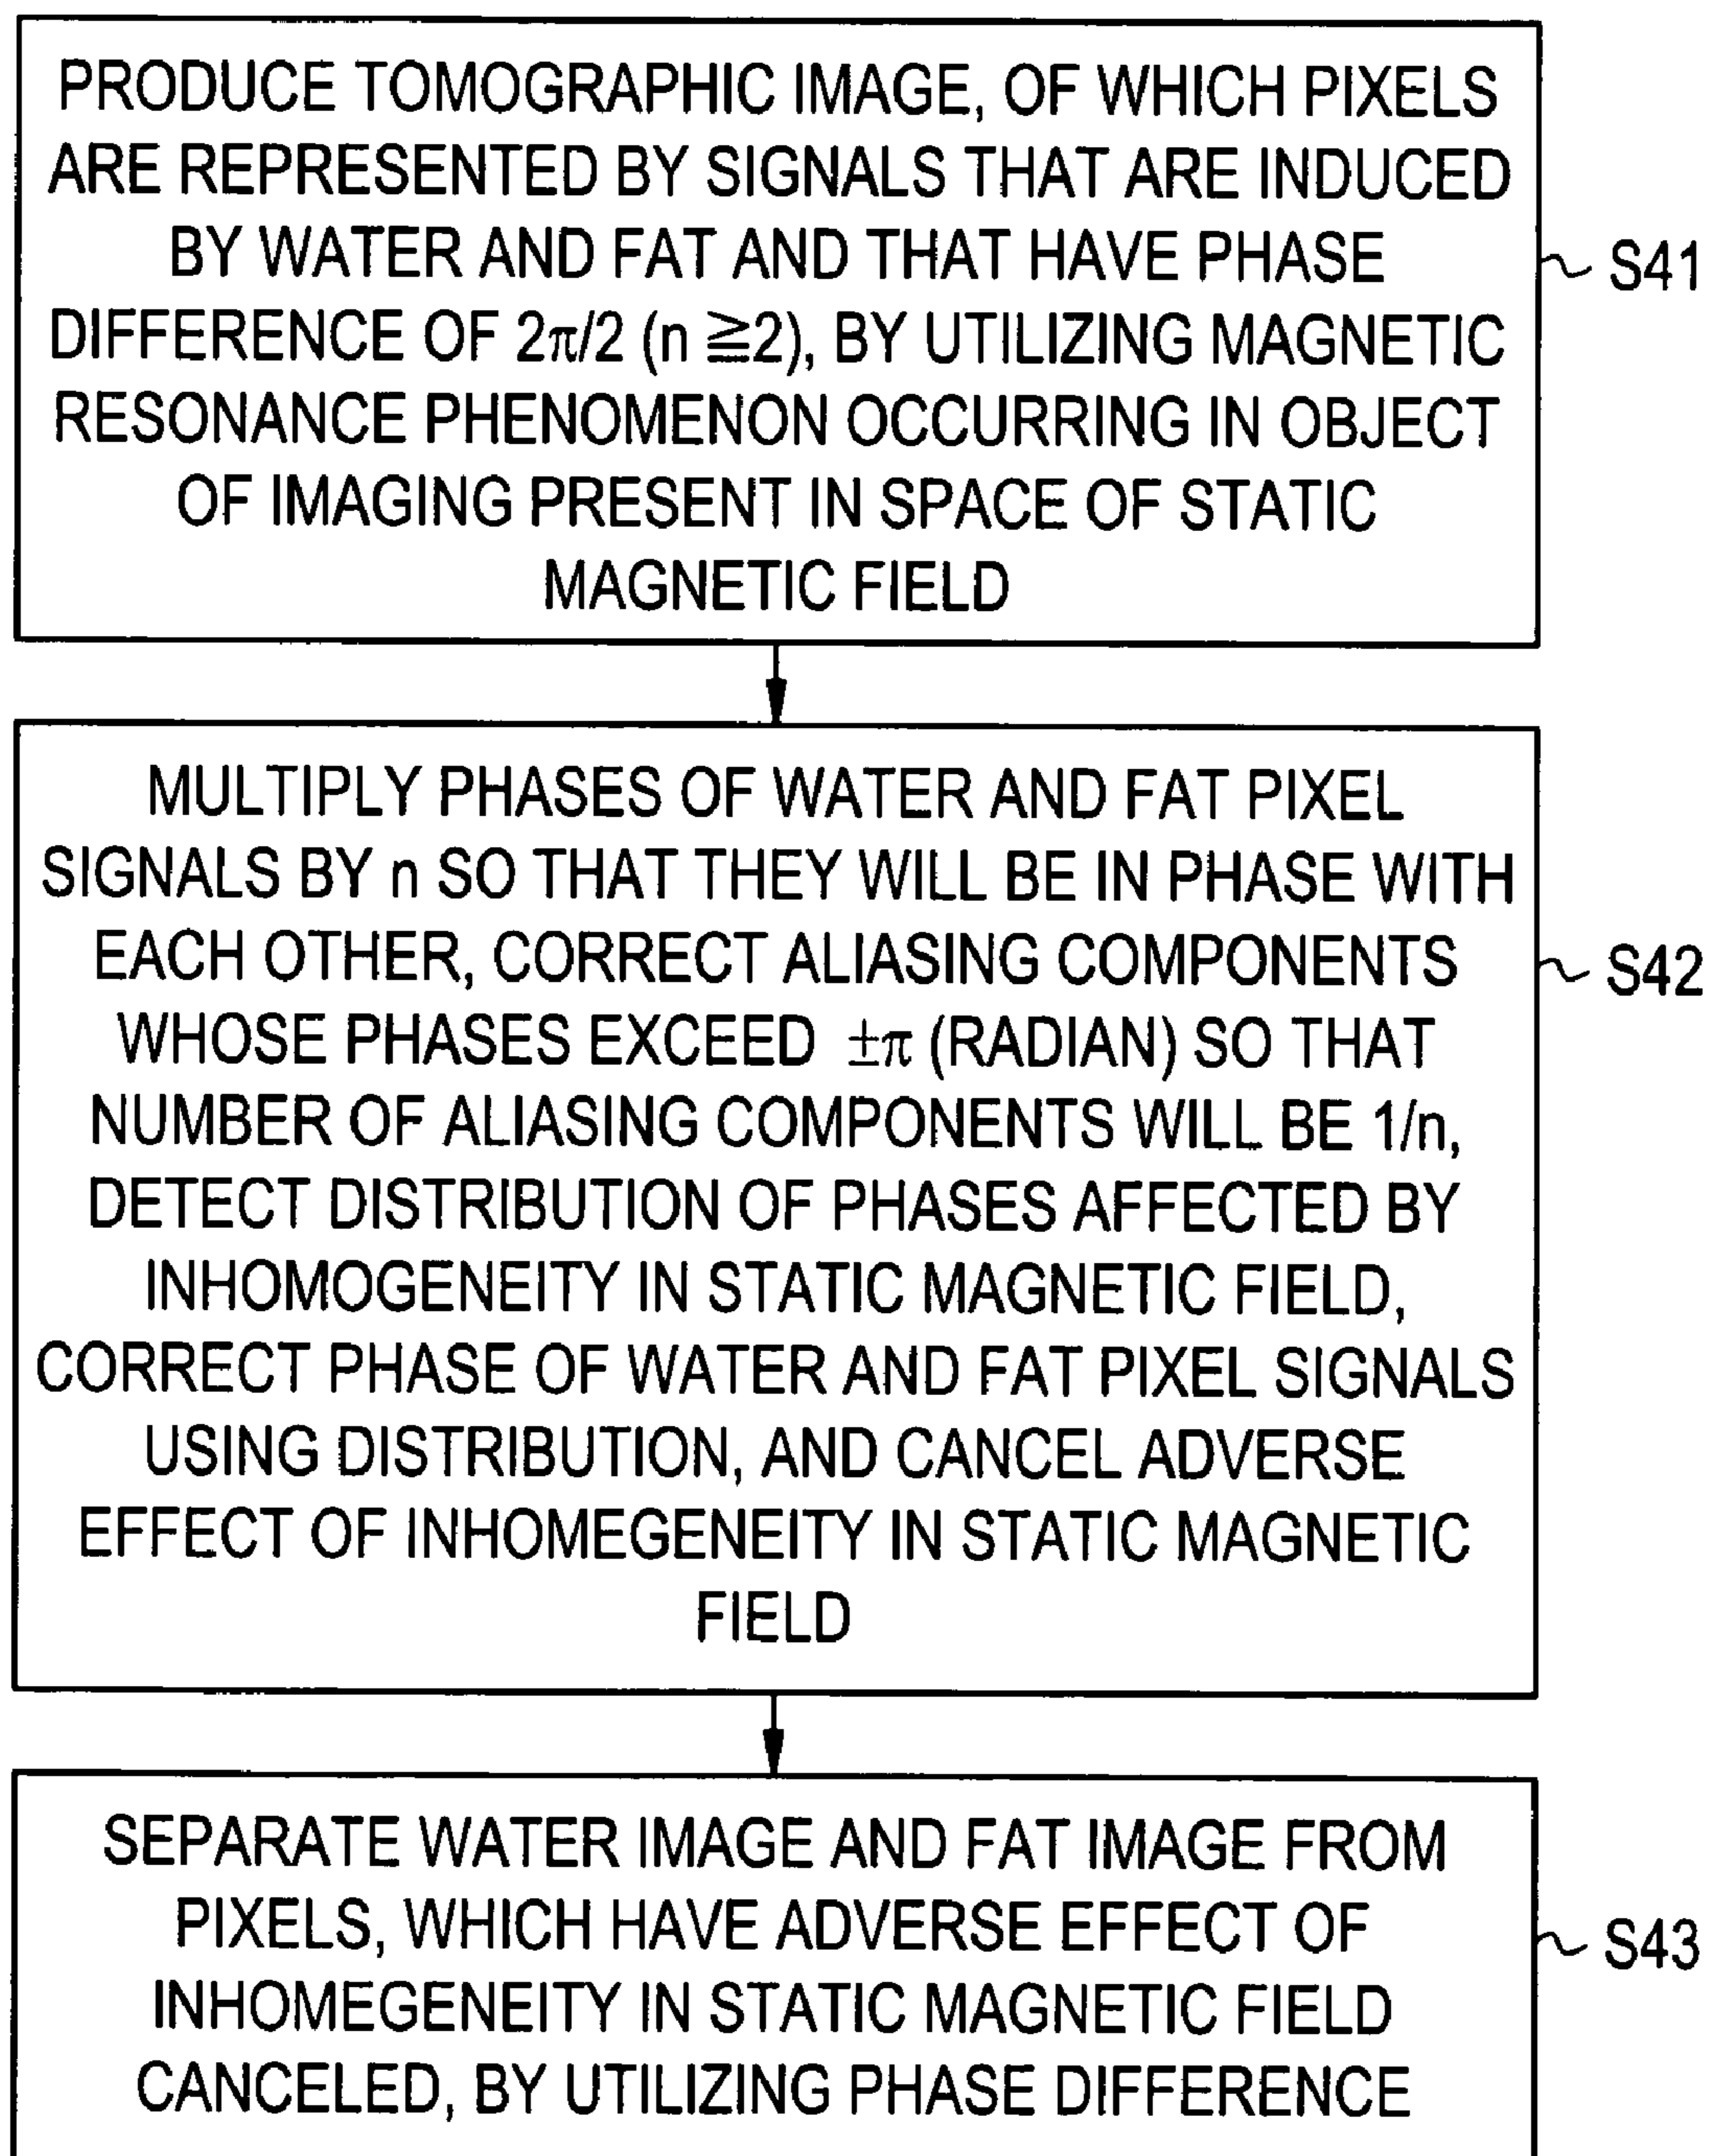 PRODUCE TOMOGRAPHIC IMAGE, OF WHICH PIXELS
ARE REPRESENTED BY SIGNALS THAT ARE INDUCED
BY WATER AND FAT AND THAT HAVE PHASE
DIFFERENCE OF 2π/2 (n ≧2), BY UTILIZING MAGNETIC
RESONANCE PHENOMENON OCCURRING IN OBJECT
OF IMAGING PRESENT IN SPACE OF STATIC
MAGNETIC FIELD
S41
MULTIPLY PHASES OF WATER AND FAT PIXEL
SIGNALS BY n SO THAT THEY WILL BE IN PHASE WITH
EACH OTHER, CORRECT ALIASING COMPONENTS
WHOSE PHASES EXCEED ±π (RADIAN) SO THAT
NUMBER OF ALIASING COMPONENTS WILL BE 1/n,
DETECT DISTRIBUTION OF PHASES AFFECTED BY
INHOMOGENEITY IN STATIC MAGNETIC FIELD,
CORRECT PHASE OF WATER AND FAT PIXEL SIGNALS
USING DISTRIBUTION, AND CANCEL ADVERSE
EFFECT OF INHOMEGENEITY IN STATIC MAGNETIC
FIELD
S42
SEPARATE WATER IMAGE AND FAT IMAGE FROM
PIXELS, WHICH HAVE ADVERSE EFFECT OF
INHOMEGENEITY IN STATIC MAGNETIC FIELD
CANCELED, BY UTILIZING PHASE DIFFERENCE
S43